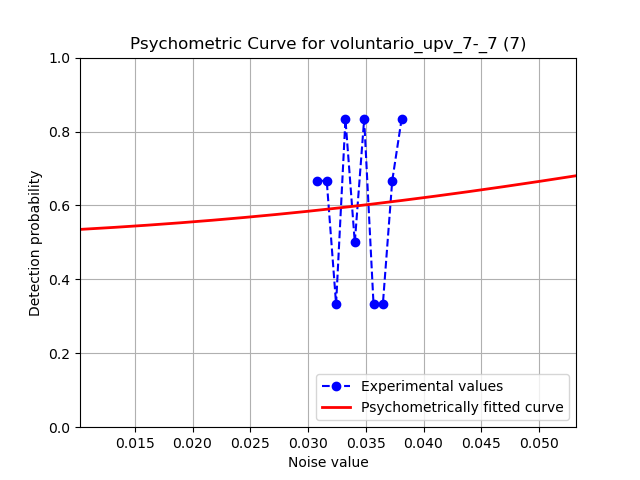 Psychometric Curve for voluntario_upv_7-_7 (7)
1.0
0.8
0.6
0.4
0.2
0.0
Detection probability
0.015 0.020 0.025 0.030 0.035 0.040 0.045 0.050
Noise value
Experimental values
Psychometrically fitted curve